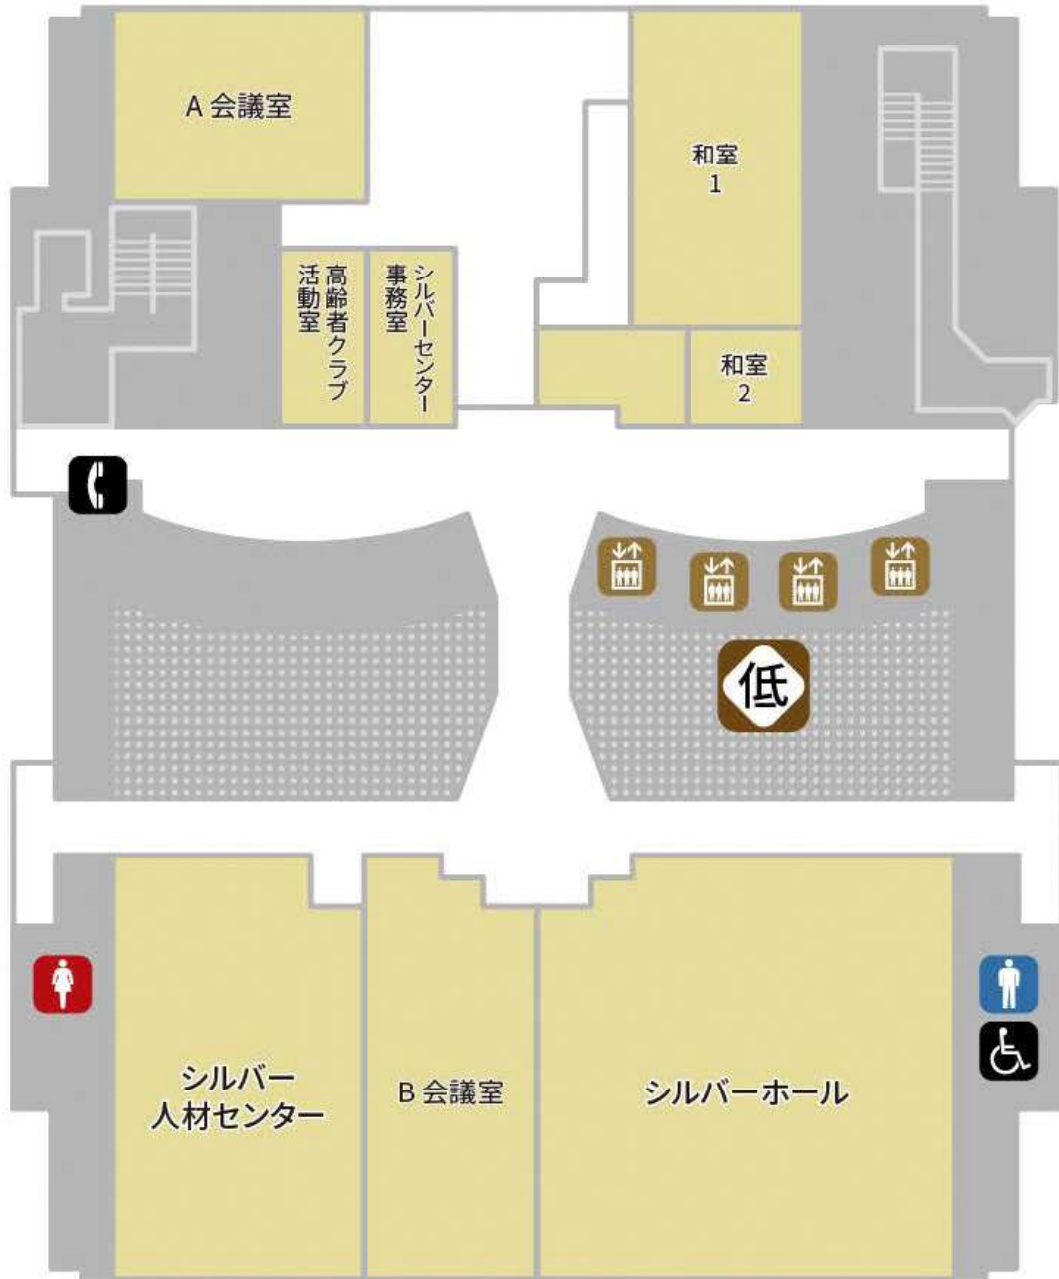 A 会議室
和室
1
高齢者クラブ
活動室
シルバーセンター
事務室
和室
2
低
シルバー
人材センター
B 会議室
シルバーホール